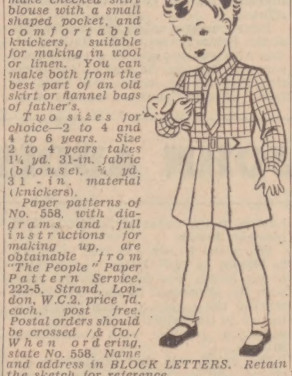 make checked shirt
blouse with a small
shaped pocket, and
comfortable
knickers, suitable
for making in wool
or linen. You can
make both from the
best part of an old
skirt or flannel bags
of father's.
Two sizes for
choice—2 to 4 and
4 to 6 years. Size
2 to 4 years takes
1¼ yd. 31-in. fabric
(blouse), ¾ yd.
31-in. material
(knickers).
Paper patterns of
No. 558, with dia-
grams and full
instructions for
making up, are
obtainable from
"The People" Paper
Pattern Service,
222-5, Strand, Lon-
don, W.C.2, price 7d.
each, post free.
Postal orders should
be crossed /& Co./
When ordering,
state No. 558. Name
and address in BLOCK LETTERS. Retain
the sketch for reference.